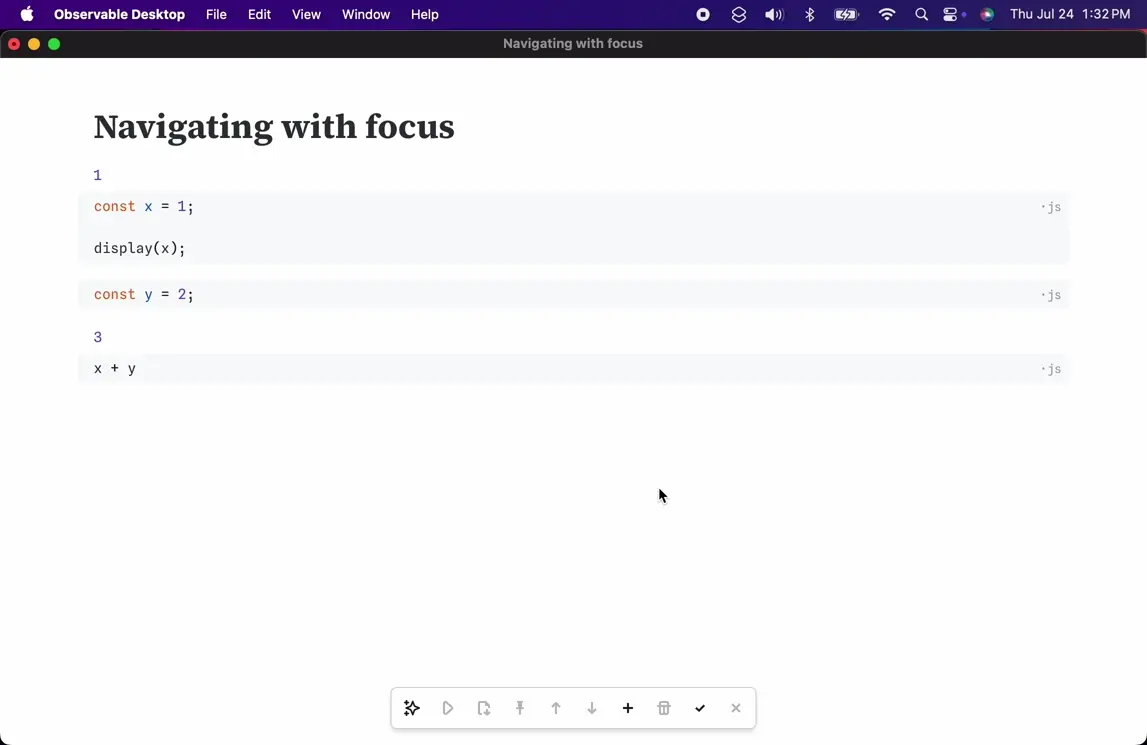 Observable Desktop File Edit View Window Help Thu Jul 24 1:32 PM
Navigating with focus
Navigating with focus
1
const x = 1; ·js
display(x);
const y = 2; ·js
3
x + y ·js